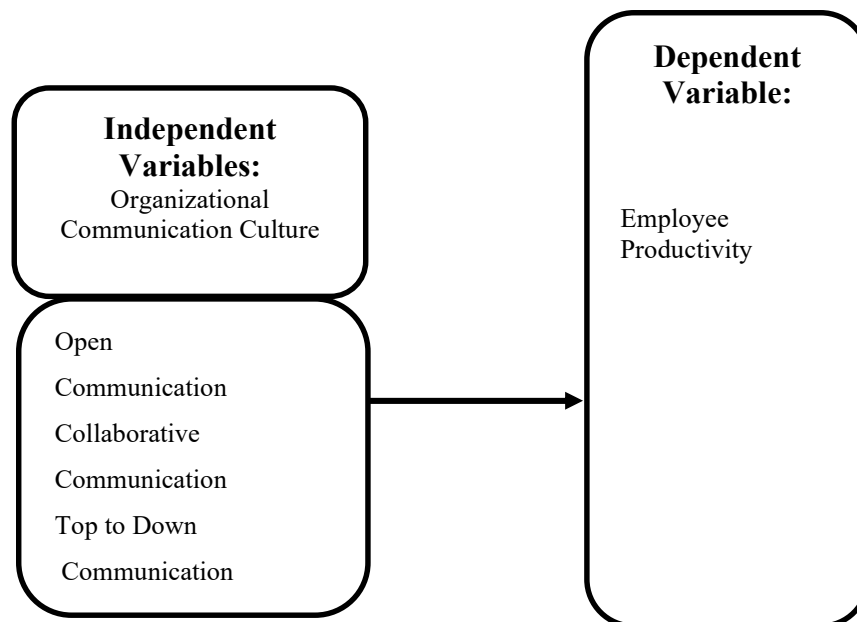 Independent
Variables:
Organizational
Communication Culture
Open
Communication
Collaborative
Communication
Top to Down
Communication
Dependent
Variable:
Employee
Productivity